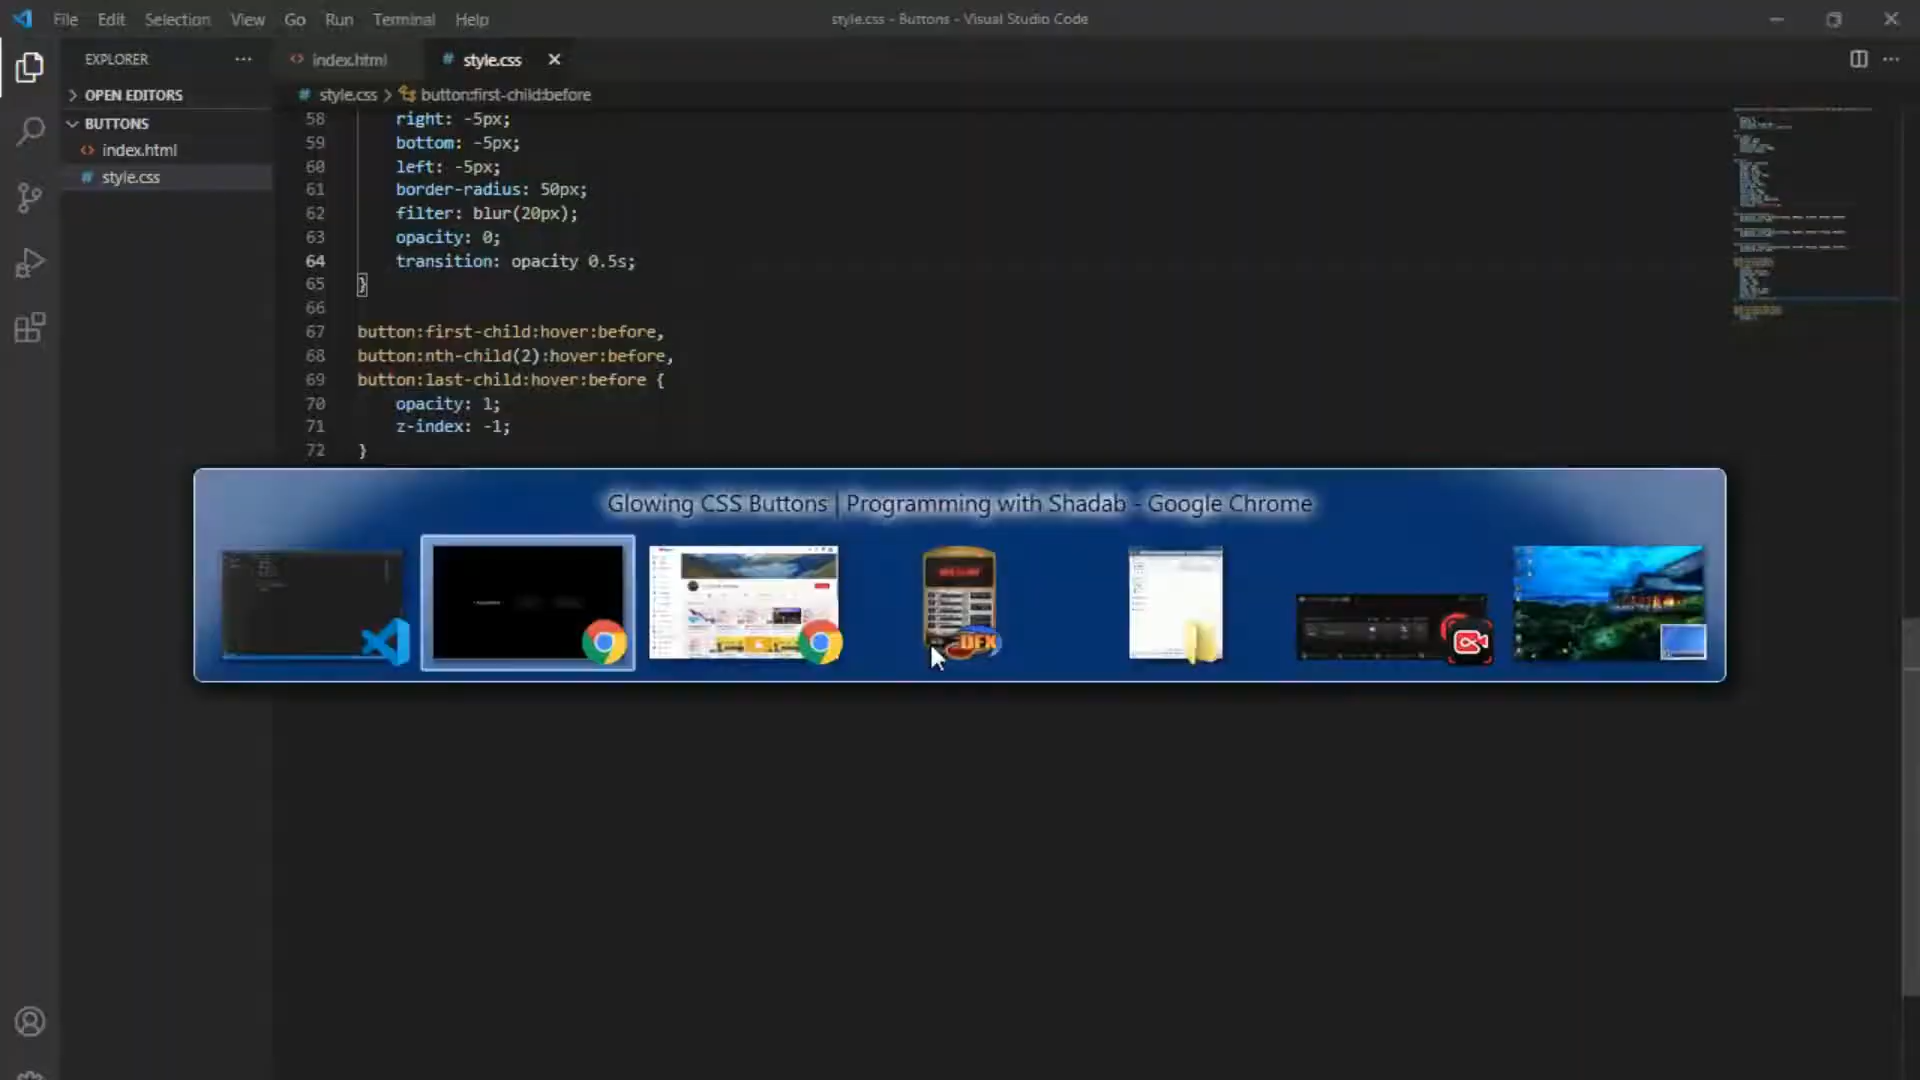 File Edit Selection View Go Run Terminal Help
style.css - Buttons - Visual Studio Code
EXPLORER
index.html
# style.css
OPEN EDITORS
# style.css > button:first-child:before
BUTTONS
<> index.html
# style.css
58 right: -5px;
59 bottom: -5px;
60 left: -5px;
61 border-radius: 50px;
62 filter: blur(20px);
63 opacity: 0;
64 transition: opacity 0.5s;
65 }
66
67 button:first-child:hover:before,
68 button:nth-child(2):hover:before,
69 button:last-child:hover:before {
70 opacity: 1;
71 z-index: -1;
72 }
Glowing CSS Buttons | Programming with Shadab - Google Chrome
DFX